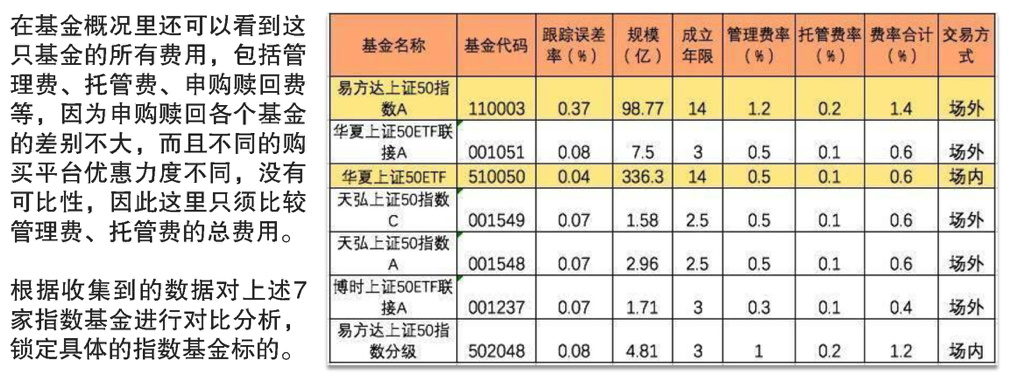 在基金概况里还可以看到这
只基金的所有费用，包括管
理费、托管费、申购赎回费
等，因为申购赎回各个基金
的差别不大，而且不同的购
买平台优惠力度不同，没有
可比性，因此这里只须比较
管理费、托管费的总费用。
根据收集到的数据对上述7
家指数基金进行对比分析，
锁定具体的指数基金标的。
基金名称 基金代码 跟踪误差率（%） 规模（亿） 成立年限 管理费率（%） 托管费率（%） 费率合计（%） 交易方式
易方达上证50指数A 110003 0.37 98.77 14 1.2 0.2 1.4 场外
华夏上证50ETF联接A 001051 0.08 7.5 3 0.5 0.1 0.6 场外
华夏上证50ETF 510050 0.04 336.3 14 0.5 0.1 0.6 场内
天弘上证50指数C 001549 0.07 1.58 2.5 0.5 0.1 0.6 场外
天弘上证50指数A 001548 0.07 2.96 2.5 0.5 0.1 0.6 场外
博时上证50ETF联接A 001237 0.07 1.71 3 0.3 0.1 0.4 场外
易方达上证50指数分级 502048 0.08 4.81 3 1 0.2 1.2 场内